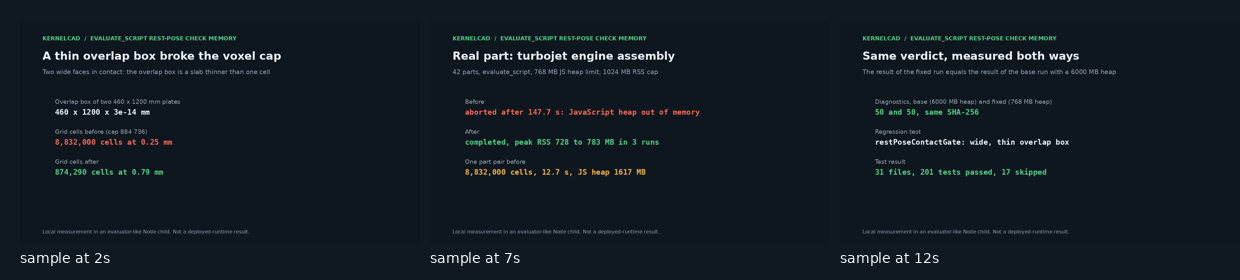 KERNELCAD / EVALUATE_SCRIPT REST-POSE CHECK MEMORY
A thin overlap box broke the voxel cap
Two wide faces in contact: the overlap box is a slab thinner than one cell
Overlap box of two 460 x 1200 mm plates
460 x 1200 x 3e-14 mm
Grid cells before (cap 884 736)
8,832,000 cells at 0.25 mm
Grid cells after
874,290 cells at 0.79 mm
Local measurement in an evaluator-like Node child. Not a deployed-runtime result.
sample at 2s
KERNELCAD / EVALUATE_SCRIPT REST-POSE CHECK MEMORY
Real part: turbojet engine assembly
42 parts, evaluate_script, 768 MB JS heap limit, 1024 MB RSS cap
Before
aborted after 147.7 s: JavaScript heap out of memory
After
completed, peak RSS 728 to 783 MB in 3 runs
One part pair before
8,832,000 cells, 12.7 s, JS heap 1617 MB
Local measurement in an evaluator-like Node child. Not a deployed-runtime result.
sample at 7s
KERNELCAD / EVALUATE_SCRIPT REST-POSE CHECK MEMORY
Same verdict, measured both ways
The result of the fixed run equals the result of the base run with a 6000 MB heap
Diagnostics, base (6000 MB heap) and fixed (768 MB heap)
50 and 50, same SHA-256
Regression test
restPoseContactGate: wide, thin overlap box
Test result
31 files, 201 tests passed, 17 skipped
Local measurement in an evaluator-like Node child. Not a deployed-runtime result.
sample at 12s